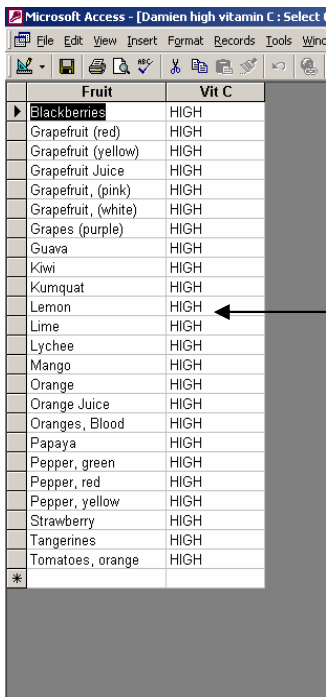 Microsoft Access - [Damien high vitamin C : Select
File Edit View Insert Format Records Tools
Fruit Vit C
Blackberries HIGH
Grapefruit (red) HIGH
Grapefruit (yellow) HIGH
Grapefruit Juice HIGH
Grapefruit, (pink) HIGH
Grapefruit, (white) HIGH
Grapes (purple) HIGH
Guava HIGH
Kiwi HIGH
Kumquat HIGH
Lemon HIGH
Lime HIGH
Lychee HIGH
Mango HIGH
Orange HIGH
Orange Juice HIGH
Oranges, Blood HIGH
Papaya HIGH
Pepper, green HIGH
Pepper, red HIGH
Pepper, yellow HIGH
Strawberry HIGH
Tangerines HIGH
Tomatoes, orange HIGH